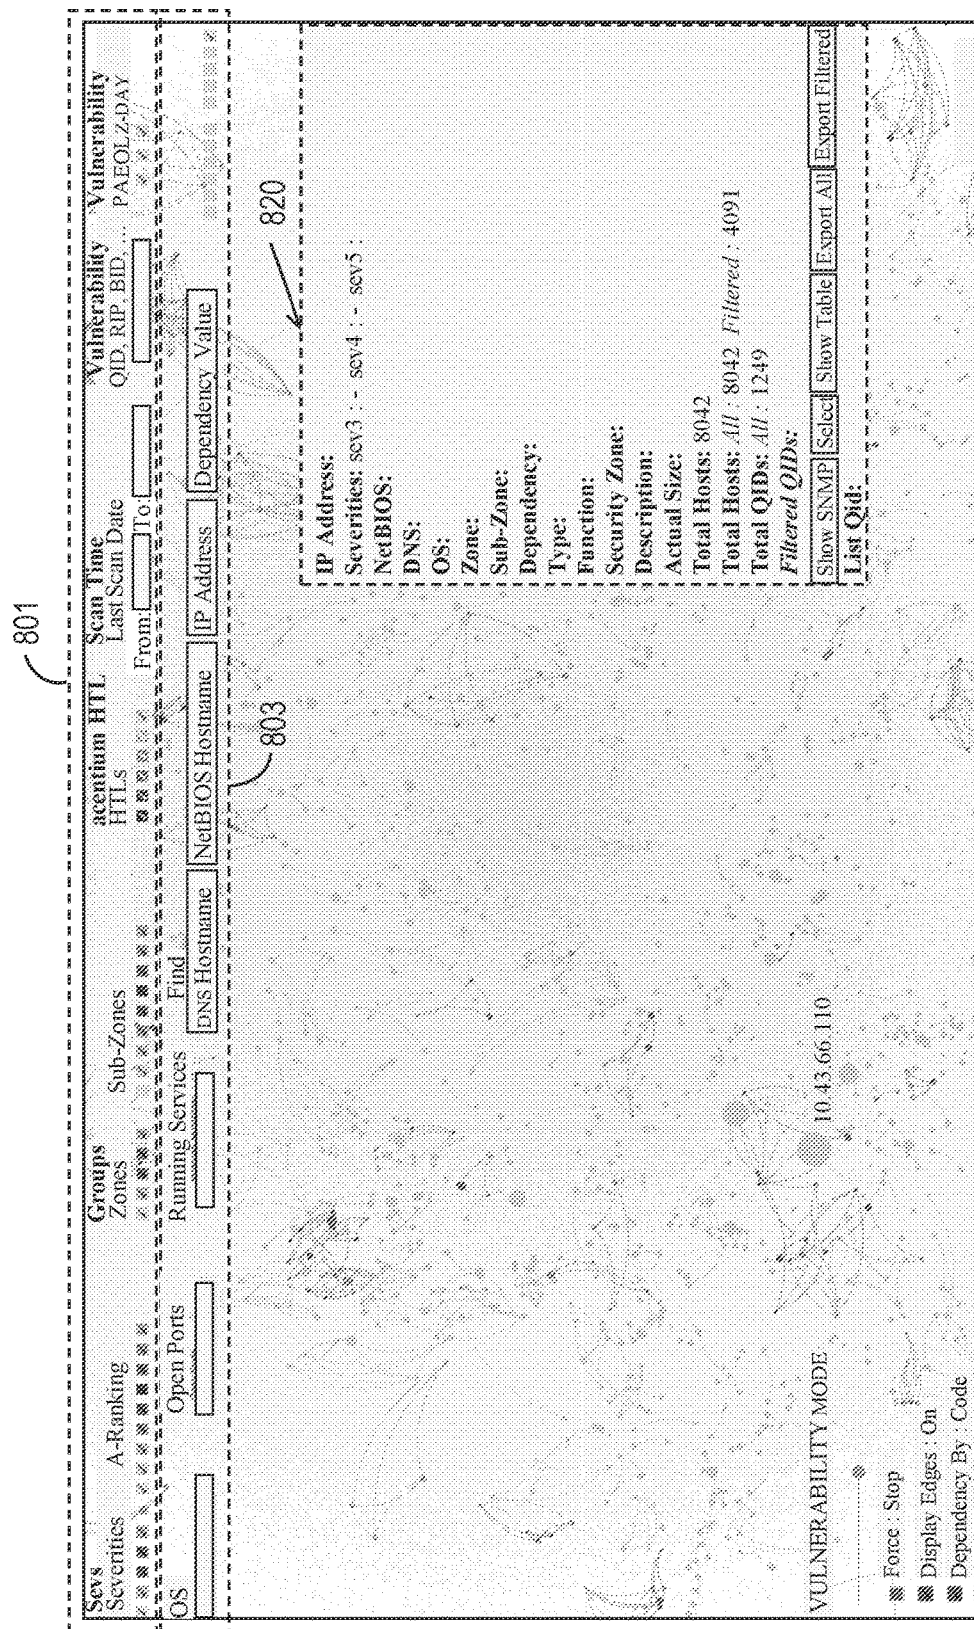 801
Sevs
Groups
acentium HTL
Scan Time
Vulnerability
Vulnerability
Severities
A-Ranking
Zones
Sub-Zones
HTLs
Last Scan Date
QID, RIP, BID, ...
PAEOLZ-DAY
From:
To:
OS
Open Ports
Running Services
Find
DNS Hostname
NetBIOS Hostname
IP Address
Dependency Value
803
820
IP Address:
Severities: sev3 : - sev4 : - sev5 :
NetBIOS:
DNS:
OS:
Zone:
Sub-Zone:
Dependency:
Type:
Function:
Security Zone:
Description:
Actual Size:
Total Hosts: 8042
Total Hosts: All : 8042 Filtered : 4091
Total QIDs: All : 1249
Filtered QIDs:
Show SNMP Select Show Table Export All Export Filtered
List Qid:
10.43.66.110
VULNERABILITY MODE
Force : Stop
Display Edges : On
Dependency By : Code